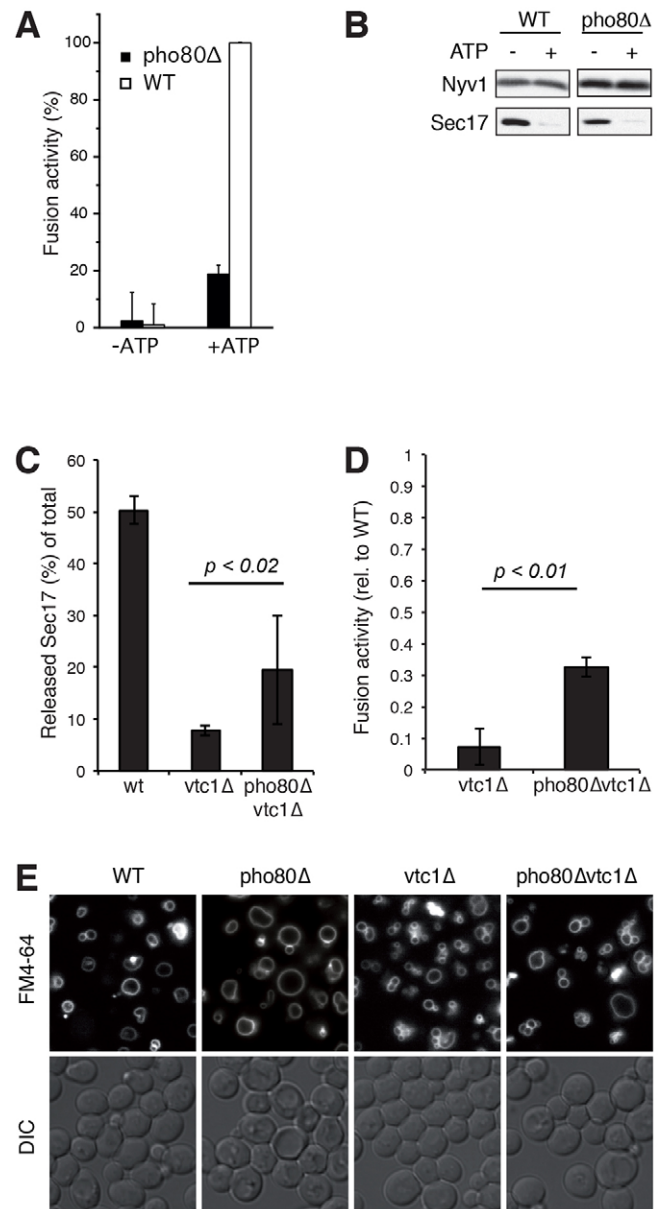 A
Fusion activity (%)
100
80
60
40
20
0
pho80Δ
WT
-ATP
+ATP
B
WT pho80Δ
ATP - + - +
Nyv1
Sec17
C
Released Sec17 (%) of total
60
50
40
30
20
10
0
p < 0.02
wt vtc1Δ pho80Δ
vtc1Δ
D
Fusion activity (rel. to WT)
1
0.9
0.8
0.7
0.6
0.5
0.4
0.3
0.2
0.1
0
p < 0.01
vtc1Δ pho80Δvtc1Δ
E
WT pho80Δ vtc1Δ pho80Δvtc1Δ
FM4-64
DIC